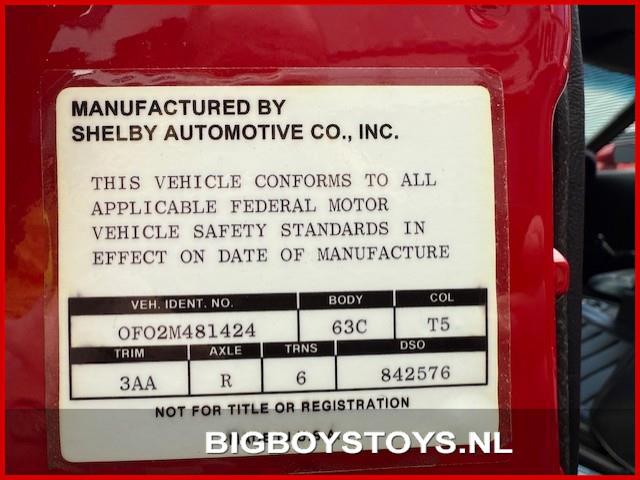 MANUFACTURED BY
SHELBY AUTOMOTIVE CO., INC.
THIS VEHICLE CONFORMS TO ALL
APPLICABLE FEDERAL MOTOR
VEHICLE SAFETY STANDARDS IN
EFFECT ON DATE OF MANUFACTURE
VEH. IDENT. NO. BODY COL
OFO2M481424 63C T5
TRIM AXLE TRNS DSO
3AA R 6 842576
NOT FOR TITLE OR REGISTRATION
BIGBOYSTOYS.NL